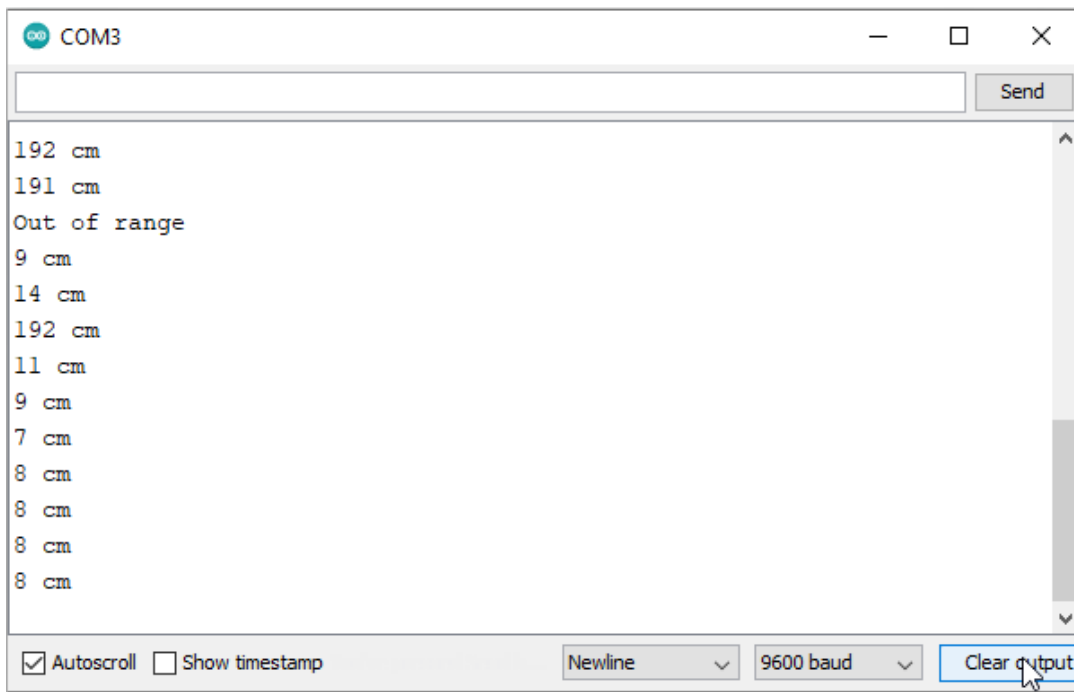 COM3
Send
192 cm
191 cm
Out of range
9 cm
14 cm
192 cm
11 cm
9 cm
7 cm
8 cm
8 cm
8 cm
8 cm
Autoscroll Show timestamp Newline 9600 baud Clear output